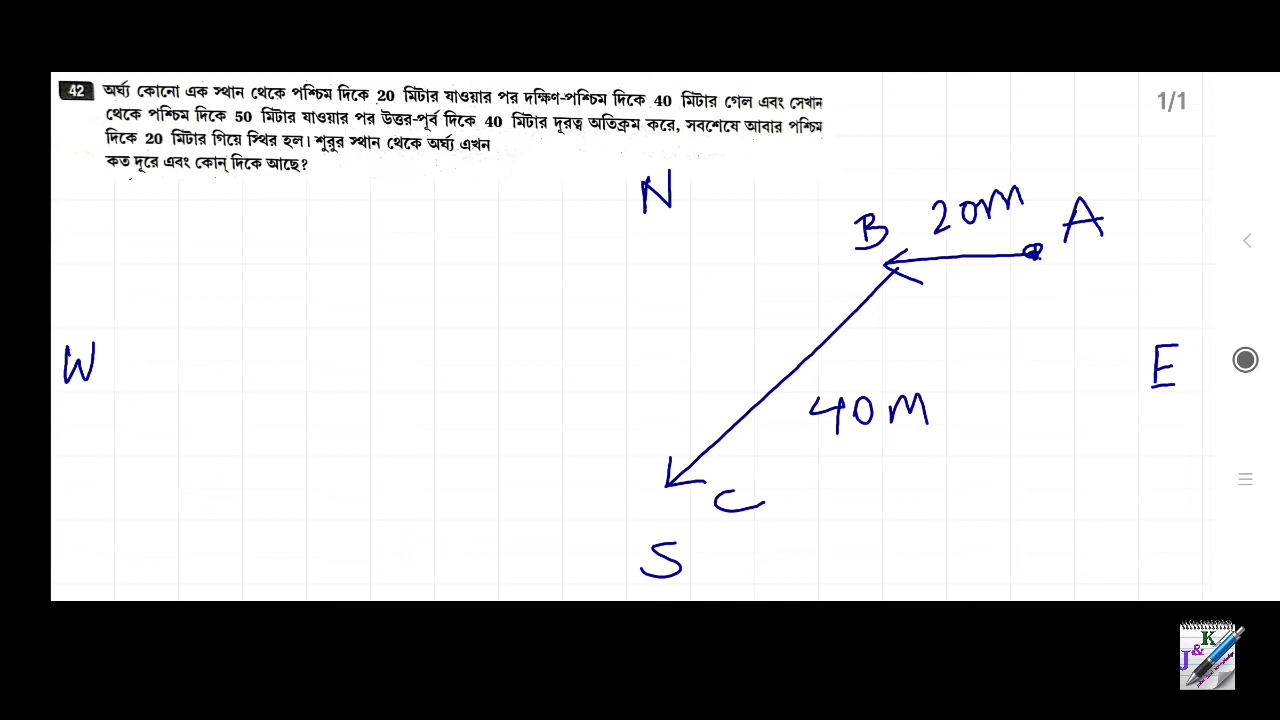 42 অর্ঘ্য কোনো এক স্থান থেকে পশ্চিম দিকে 20 মিটার যাওয়ার পর দক্ষিণ-পশ্চিম দিকে 40 মিটার গেল এবং সেখান
থেকে পশ্চিম দিকে 50 মিটার যাওয়ার পর উত্তর-পূর্ব দিকে 40 মিটার দূরত্ব অতিক্রম করে, সবশেষে আবার পশ্চিম
দিকে 20 মিটার গিয়ে স্থির হল। শুরুর স্থান থেকে অর্ঘ্য এখন
কত দূরে এবং কোন্ দিকে আছে?
1/1
N
B 20m A
W
E
40m
C
S
J&K